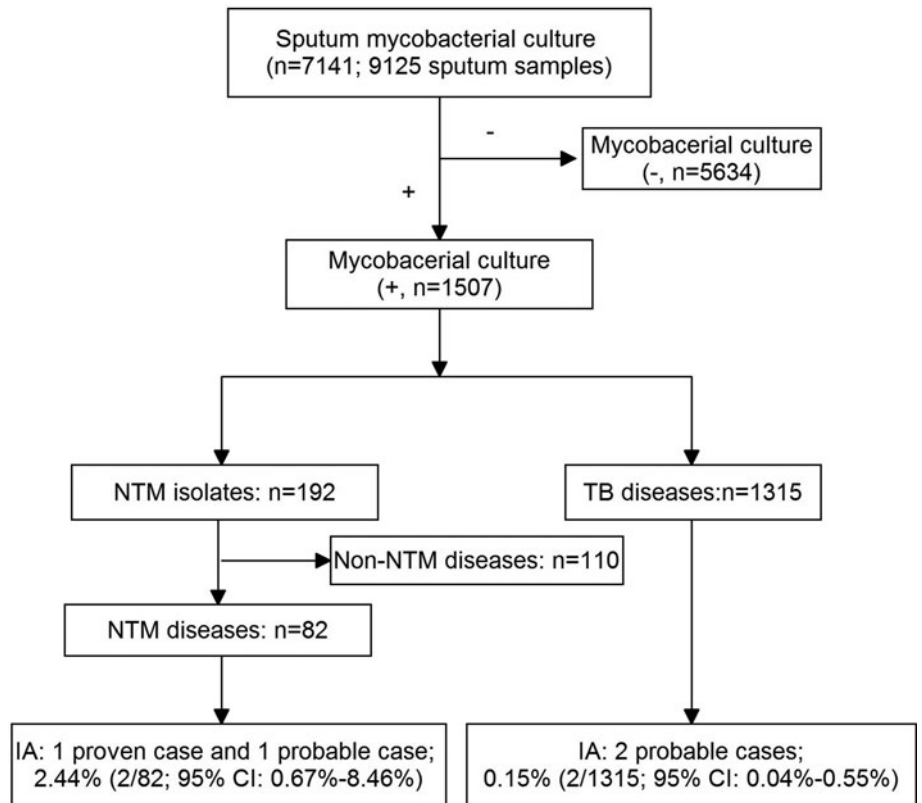 Sputum mycobacterial culture
(n=7141; 9125 sputum samples)
-
Mycobacerial culture
(-, n=5634)
+
Mycobacerial culture
(+, n=1507)
NTM isolates: n=192
TB diseases:n=1315
Non-NTM diseases: n=110
NTM diseases: n=82
IA: 1 proven case and 1 probable case;
2.44% (2/82; 95% CI: 0.67%-8.46%)
IA: 2 probable cases;
0.15% (2/1315; 95% CI: 0.04%-0.55%)